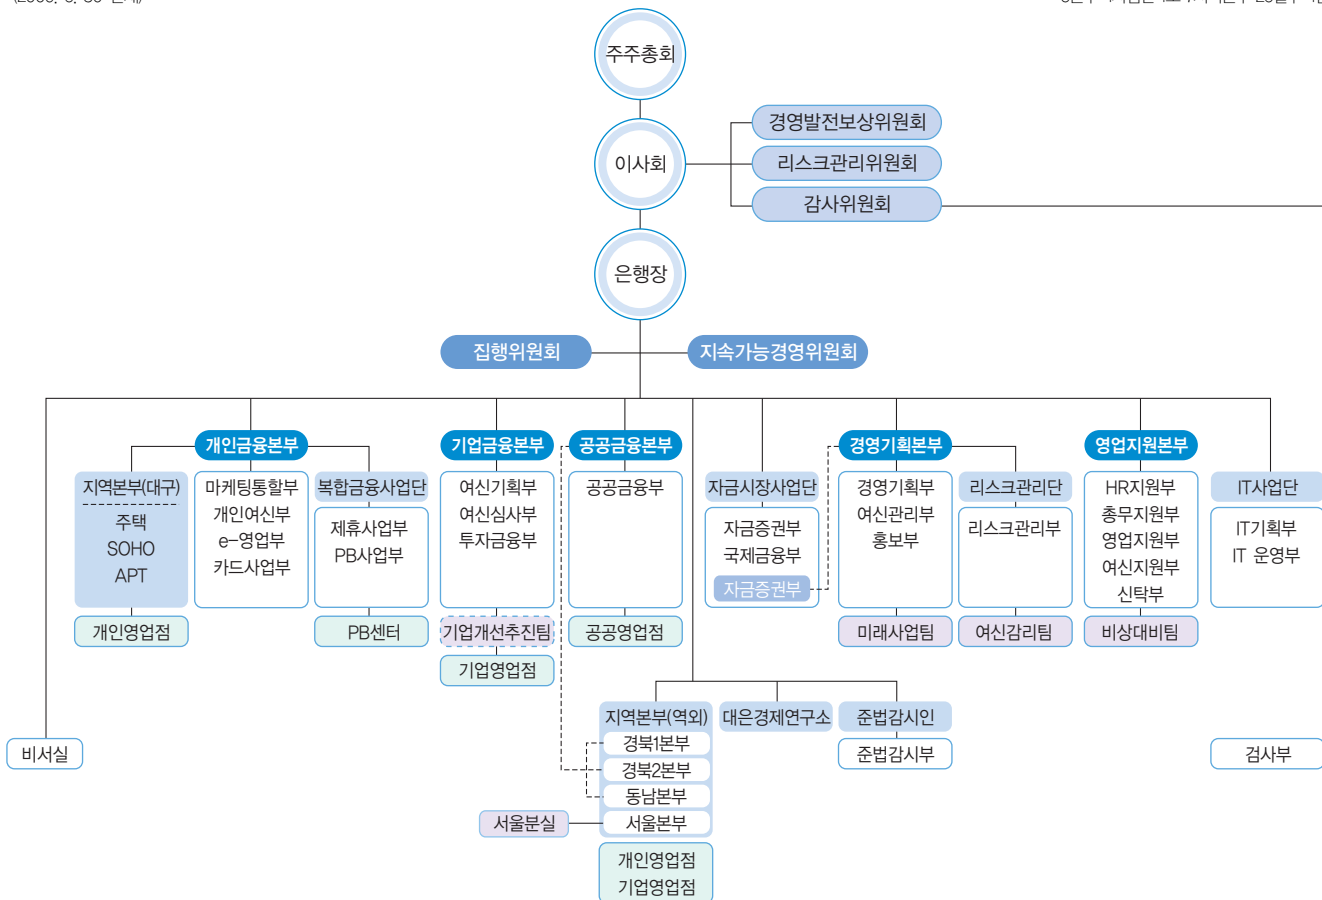 주주총회
이사회
경영발전보상위원회
리스크관리위원회
감사위원회
은행장
집행위원회
지속가능경영위원회
개인금융본부
기업금융본부
공공금융본부
경영기획본부
영업지원본부
지역본부(대구)
주택
SOHO
APT
개인영업점
마케팅통할부
개인여신부
e-영업부
카드사업부
복합금융사업단
제휴사업부
PB사업부
PB센터
여신기획부
여신심사부
투자금융부
기업개선추진팀
기업영업점
공공금융부
공공영업점
자금시장사업단
자금증권부
국제금융부
자금증권부
경영기획부
여신관리부
홍보부
미래사업팀
리스크관리단
리스크관리부
여신감리팀
HR지원부
총무지원부
영업지원부
여신지원부
신탁부
비상대비팀
IT사업단
IT기획부
IT 운영부
비서실
지역본부(역외)
경북1본부
경북2본부
동남본부
서울본부
서울분실
개인영업점
기업영업점
대은경제연구소
준법감시인
준법감시부
검사부